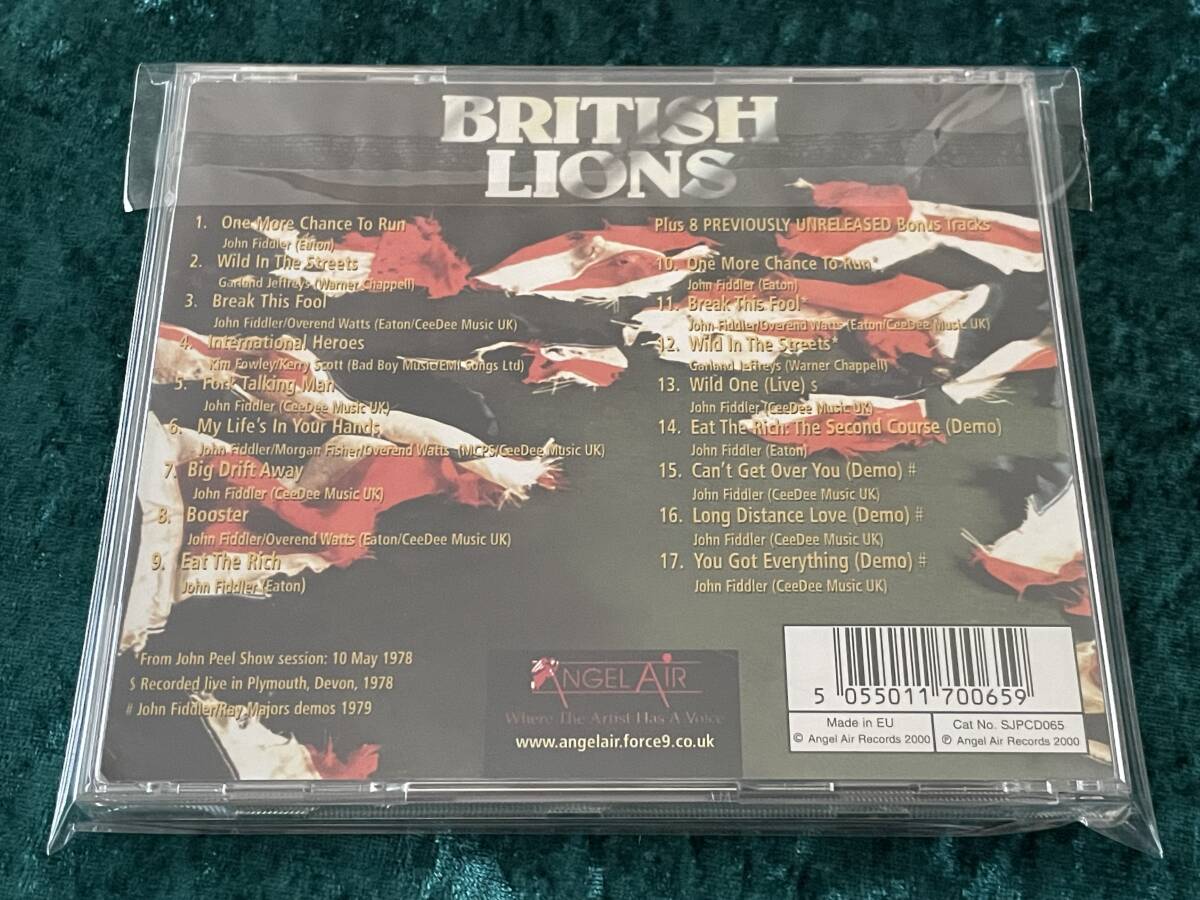 BRITISH
LIONS
1. One More Chance To Run
John Fiddler (Eaton)
2. Wild In The Streets
Garland Jeffreys (Warner Chappell)
3. Break This Fool
John Fiddler/Overend Watts (Eaton/CeeDee Music UK)
4. International Heroes
Kim Fowley/Kerry Scott (Bad Boy Music/Emi Songs Ltd)
5. Fork Talking Man
John Fiddler (CeeDee Music UK)
6. My Life's In Your Hands
John Fiddler/Morgan Fisher/Overend Watts (MCPS/CeeDee Music UK)
7. Big Drift Away
John Fiddler (CeeDee Music UK)
8. Booster
John Fiddler/Overend Watts (Eaton/CeeDee Music UK)
9. Eat The Rich
John Fiddler (Eaton)
Plus 8 PREVIOUSLY UNRELEASED Bonus Tracks
10. One More Chance To Run*
John Fiddler (Eaton)
11. Break This Fool*
John Fiddler/Overend Watts (Eaton/CeeDee Music UK)
12. Wild In The Streets*
Garland Jeffreys (Warner Chappell)
13. Wild One (Live) $
John Fiddler (CeeDee Music UK)
14. Eat The Rich: The Second Course (Demo)
John Fiddler (Eaton)
15. Can't Get Over You (Demo) #
John Fiddler (CeeDee Music UK)
16. Long Distance Love (Demo) #
John Fiddler (CeeDee Music UK)
17. You Got Everything (Demo) #
John Fiddler (CeeDee Music UK)
*From John Peel Show session: 10 May 1978
$ Recorded live in Plymouth, Devon, 1978
# John Fiddler/Ray Majors demos 1979
ANGEL AIR
Where The Artist Has A Voice
www.angelair.force9.co.uk
5 055011 700659
Made in EU
© Angel Air Records 2000
Cat No. SJPCD065
℗ Angel Air Records 2000